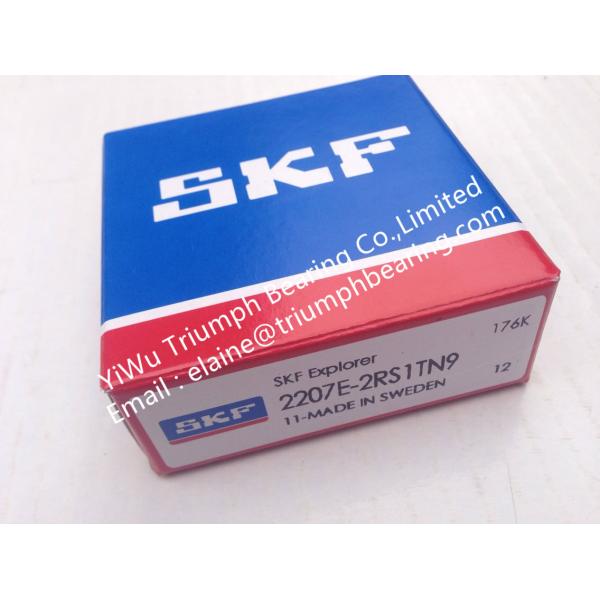 SKF
YiWu Triumph Bearing Co.,Limited
Email : elaine@triumphbearing.com
SKF Explorer
176K
SKF
2207E-2RS1TN9
12
11-MADE IN SWEDEN